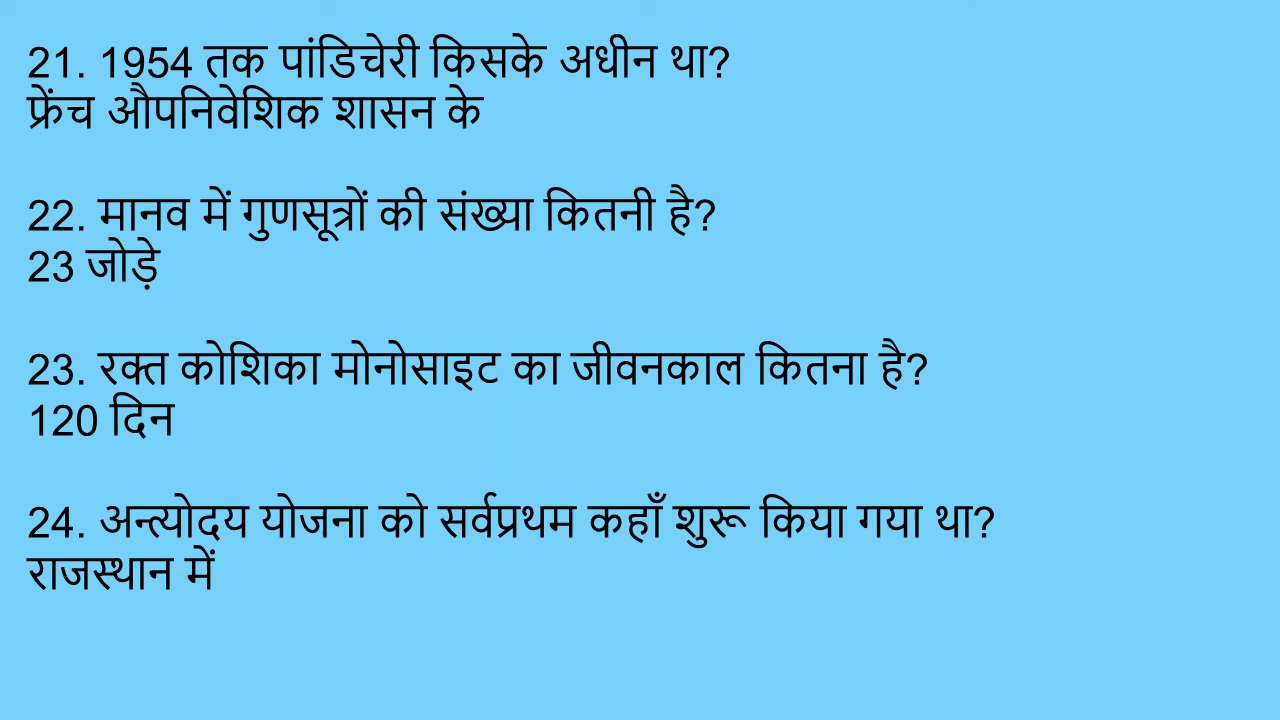 21. 1954 तक पांडिचेरी किसके अधीन था?
फ्रेंच औपनिवेशिक शासन के
22. मानव में गुणसूत्रों की संख्या कितनी है?
23 जोड़े
23. रक्त कोशिका मोनोसाइट का जीवनकाल कितना है?
120 दिन
24. अन्त्योदय योजना को सर्वप्रथम कहाँ शुरू किया गया था?
राजस्थान में